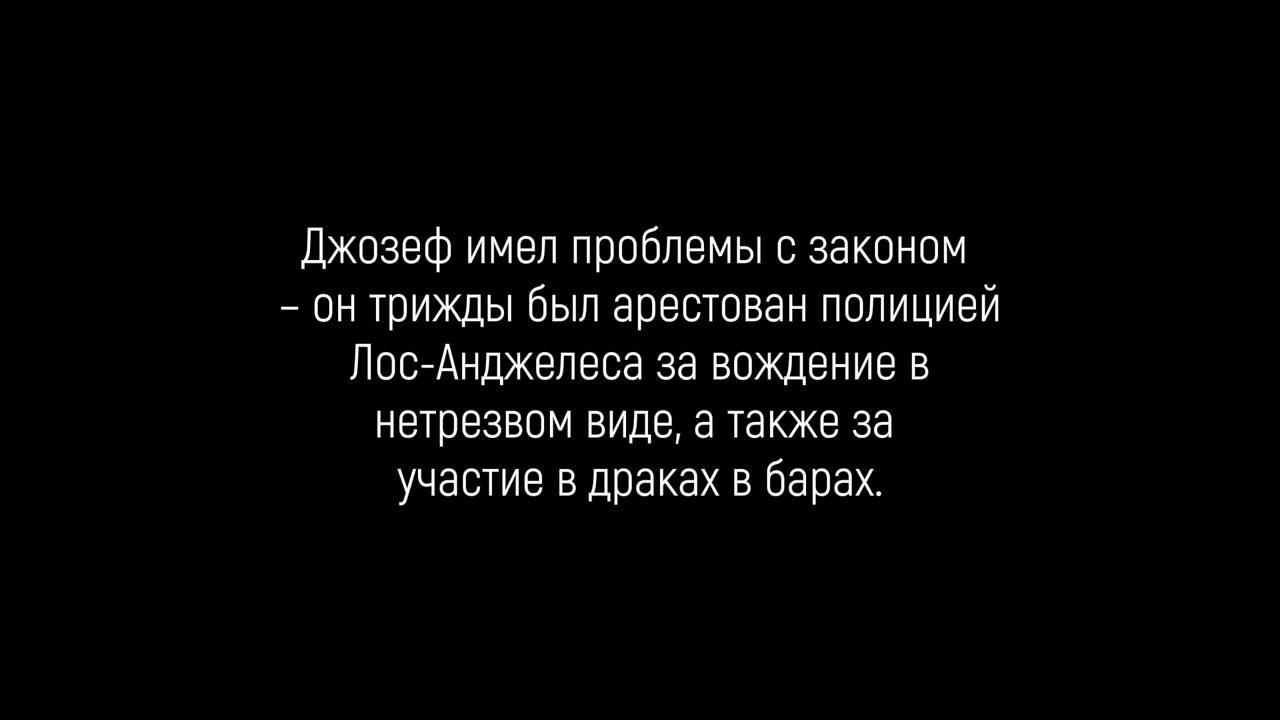 Джозеф имел проблемы с законом
– он трижды был арестован полицией
Лос-Анджелеса за вождение в
нетрезвом виде, а также за
участие в драках в барах.